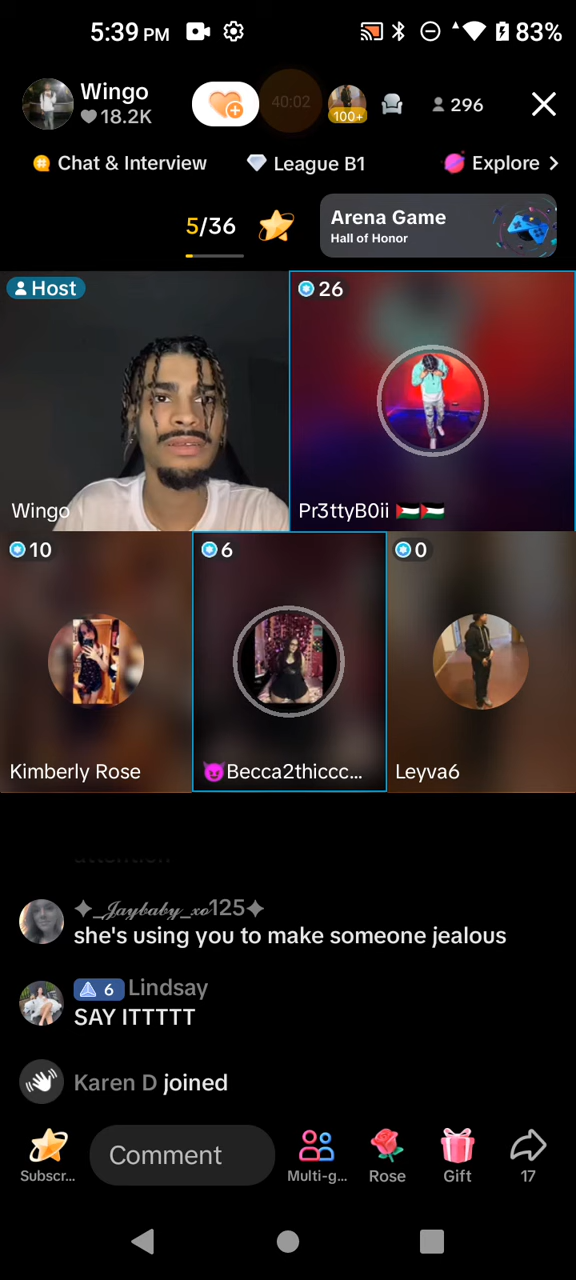 5:39 PM
83%
Wingo
18.2K
40:02
100+
296
Chat & Interview
League B1
Explore
5/36
Arena Game
Hall of Honor
Host
26
Wingo
Pr3ttyB0ii 🇵🇸🇵🇸
10
6
0
Kimberly Rose
😈Becca2thiccc...
Leyva6
attention
✦_𝒥𝒶𝓎𝒷𝒶𝒷𝓎_𝓍𝑜125✦
she's using you to make someone jealous
6 Lindsay
SAY ITTTTT
Karen D joined
Comment
Subscr...
Multi-g...
Rose
Gift
17